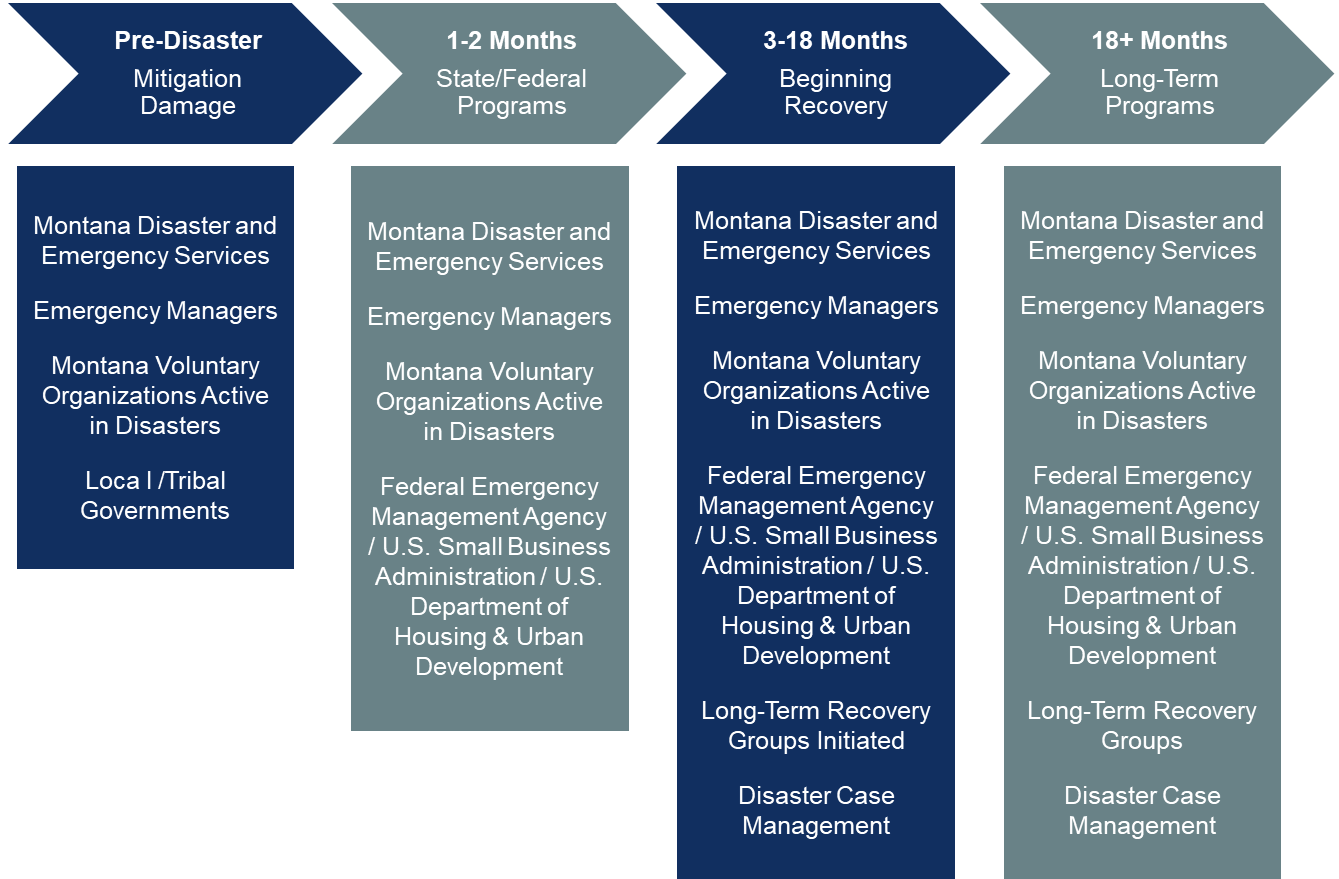 Pre-Disaster
Mitigation
Damage
1-2 Months
State/Federal
Programs
3-18 Months
Beginning
Recovery
18+ Months
Long-Term
Programs
Montana Disaster and
Emergency Services
Emergency Managers
Montana Voluntary
Organizations Active
in Disasters
Loca l /Tribal
Governments
Montana Disaster and
Emergency Services
Emergency Managers
Montana Voluntary
Organizations Active
in Disasters
Federal Emergency
Management Agency
/ U.S. Small Business
Administration / U.S.
Department of
Housing & Urban
Development
Montana Disaster and
Emergency Services
Emergency Managers
Montana Voluntary
Organizations Active
in Disasters
Federal Emergency
Management Agency
/ U.S. Small Business
Administration / U.S.
Department of
Housing & Urban
Development
Long-Term Recovery
Groups Initiated
Disaster Case
Management
Montana Disaster and
Emergency Services
Emergency Managers
Montana Voluntary
Organizations Active
in Disasters
Federal Emergency
Management Agency
/ U.S. Small Business
Administration / U.S.
Department of
Housing & Urban
Development
Long-Term Recovery
Groups
Disaster Case
Management